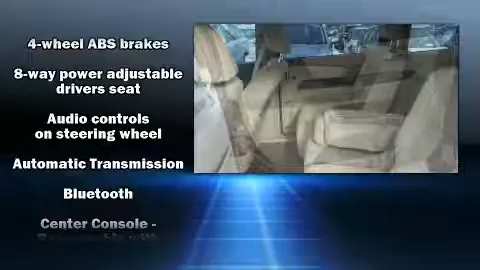 4-wheel ABS brakes
8-way power adjustable
drivers seat
Audio controls
on steering wheel
Automatic Transmission
Bluetooth
Center Console -
with